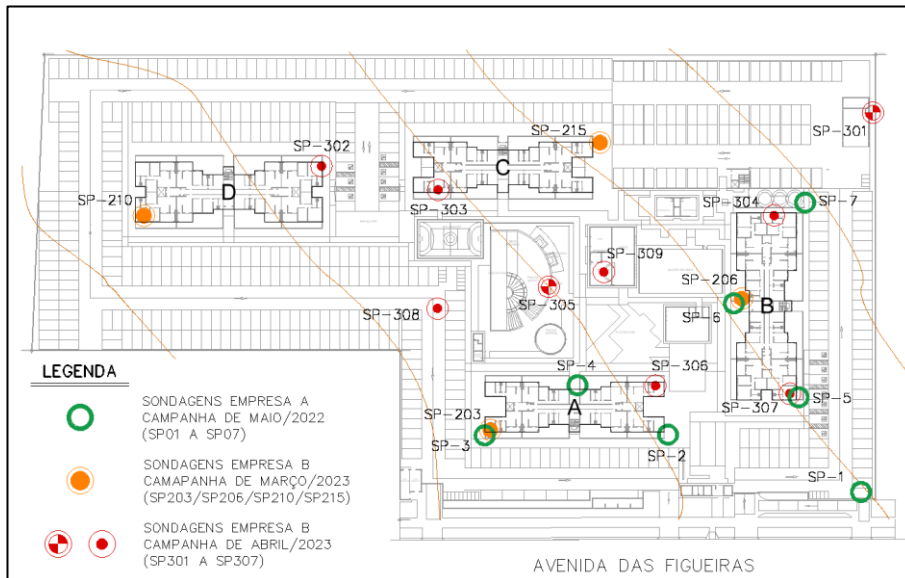 SP-215
SP-301
SP-302
C
D
SP-210
SP-303
SP-304
SP-7
SP-309
SP-206
B
SP-305
SP-6
SP-308
SP-4
SP-306
A
SP-307
SP-5
SP-203
SP-3
SP-2
SP-1
LEGENDA
SONDAGENS EMPRESA A
CAMPANHA DE MAIO/2022
(SP01 A SP07)
SONDAGENS EMPRESA B
CAMAPANHA DE MARÇO/2023
(SP203/SP206/SP210/SP215)
SONDAGENS EMPRESA B
CAMPANHA DE ABRIL/2023
(SP301 A SP307)
AVENIDA DAS FIGUEIRAS